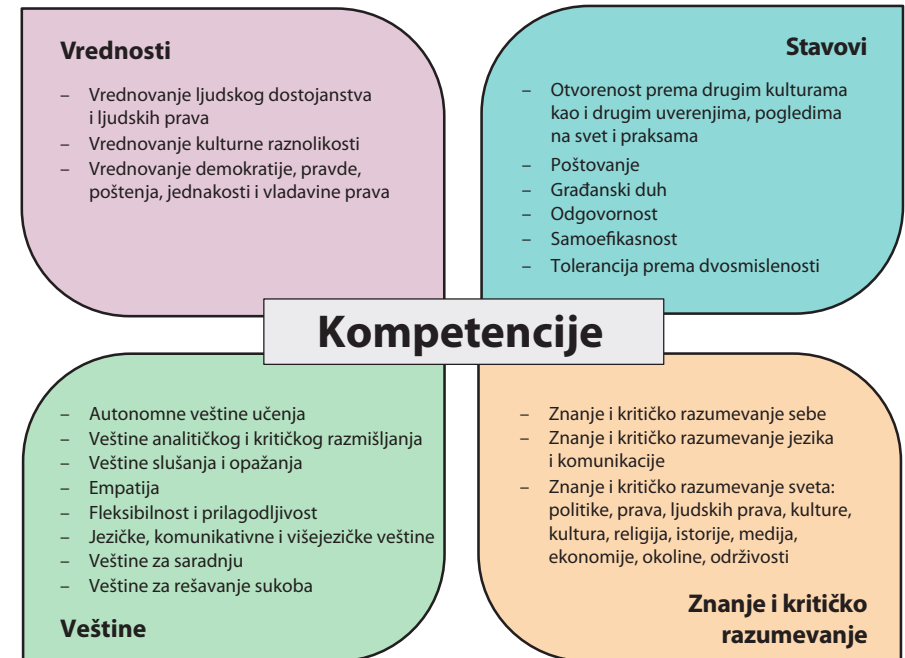 Vrednosti
– Vrednovanje ljudskog dostojanstva
i ljudskih prava
– Vrednovanje kulturne raznolikosti
– Vrednovanje demokratije, pravde,
poštenja, jednakosti i vladavine prava
Stavovi
– Otvorenost prema drugim kulturama
kao i drugim uverenjima, pogledima
na svet i praksama
– Poštovanje
– Građanski duh
– Odgovornost
– Samoefikasnost
– Tolerancija prema dvosmislenosti
Kompetencije
– Autonomne veštine učenja
– Veštine analitičkog i kritičkog razmišljanja
– Veštine slušanja i opažanja
– Empatija
– Fleksibilnost i prilagodljivost
– Jezičke, komunikativne i višejezičke veštine
– Veštine za saradnju
– Veštine za rešavanje sukoba
Veštine
– Znanje i kritičko razumevanje sebe
– Znanje i kritičko razumevanje jezika
i komunikacije
– Znanje i kritičko razumevanje sveta:
politike, prava, ljudskih prava, kulture,
kultura, religija, istorije, medija,
ekonomije, okoline, održivosti
Znanje i kritičko
razumevanje